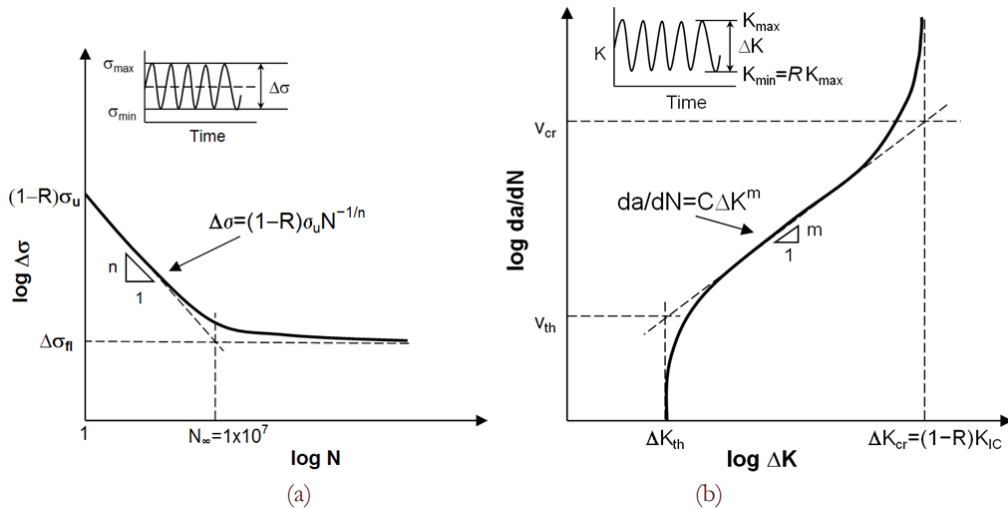 σmax
σmin
Δσ
Time
(1−R)σu
Δσ=(1−R)σuN−1/n
n
1
log Δσ
Δσfl
1
N∞=1x10⁷
log N
(a)
K
Kmax
ΔK
Kmin=RKmax
Time
vcr
da/dN=CΔKᵐ
m
1
log da/dN
vth
ΔKth
ΔKcr=(1−R)KIC
log ΔK
(b)